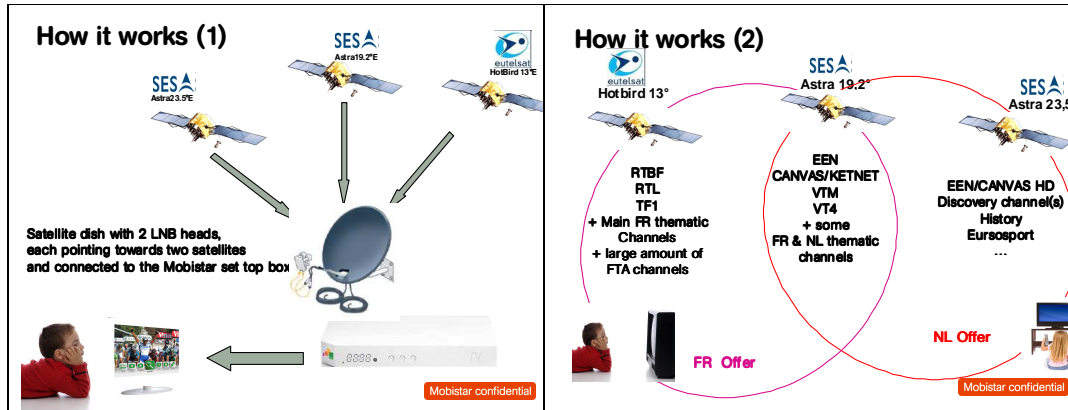 How it works (1)
SES
Astra19.2°E
eutelsat
HotBird 13°E
SES
Astra23.5°E
Satellite dish with 2 LNB heads,
each pointing towards two satellites
and connected to the Mobistar set top box
Mobistar confidential
How it works (2)
eutelsat
Hotbird 13°
SES
Astra 19.2°
SES
Astra 23,5
RTBF
RTL
TF1
+ Main FR thematic
Channels
+ large amount of
FTA channels
EEN
CANVAS/KETNET
VTM
VT4
+ some
FR & NL thematic
channels
EEN/CANVAS HD
Discovery channel(s)
History
Eursosport
...
FR Offer
NL Offer
Mobistar confidential